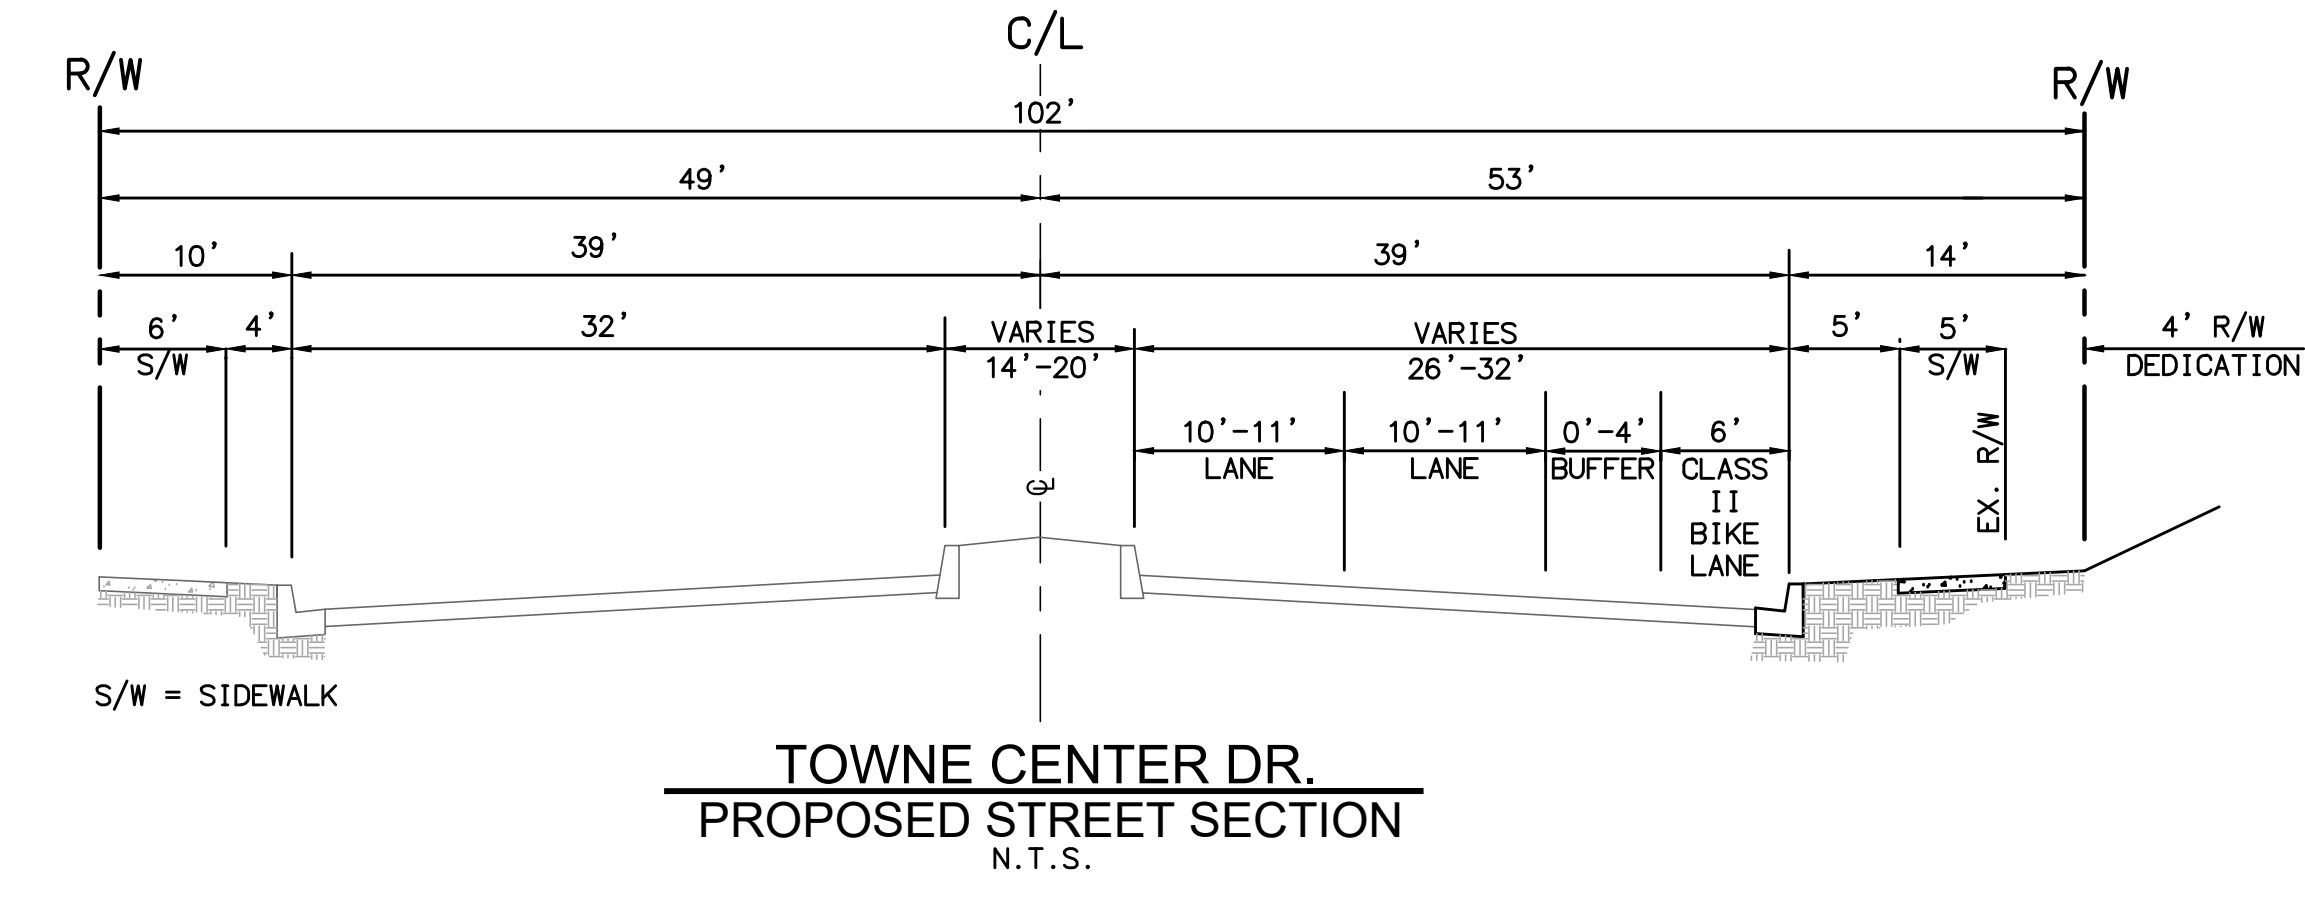 C/L
R/W
R/W
102'
49' 53'
10' 39' 39' 14'
6' 4' 32' VARIES VARIES 5' 5' 4' R/W
S/W 14'-20' 26'-32' S/W DEDICATION
10'-11' 10'-11' 0'-4' 6'
LANE LANE BUFFER CLASS
II
BIKE
LANE
EX. R/W
CL
S/W = SIDEWALK
TOWNE CENTER DR.
PROPOSED STREET SECTION
N.T.S.